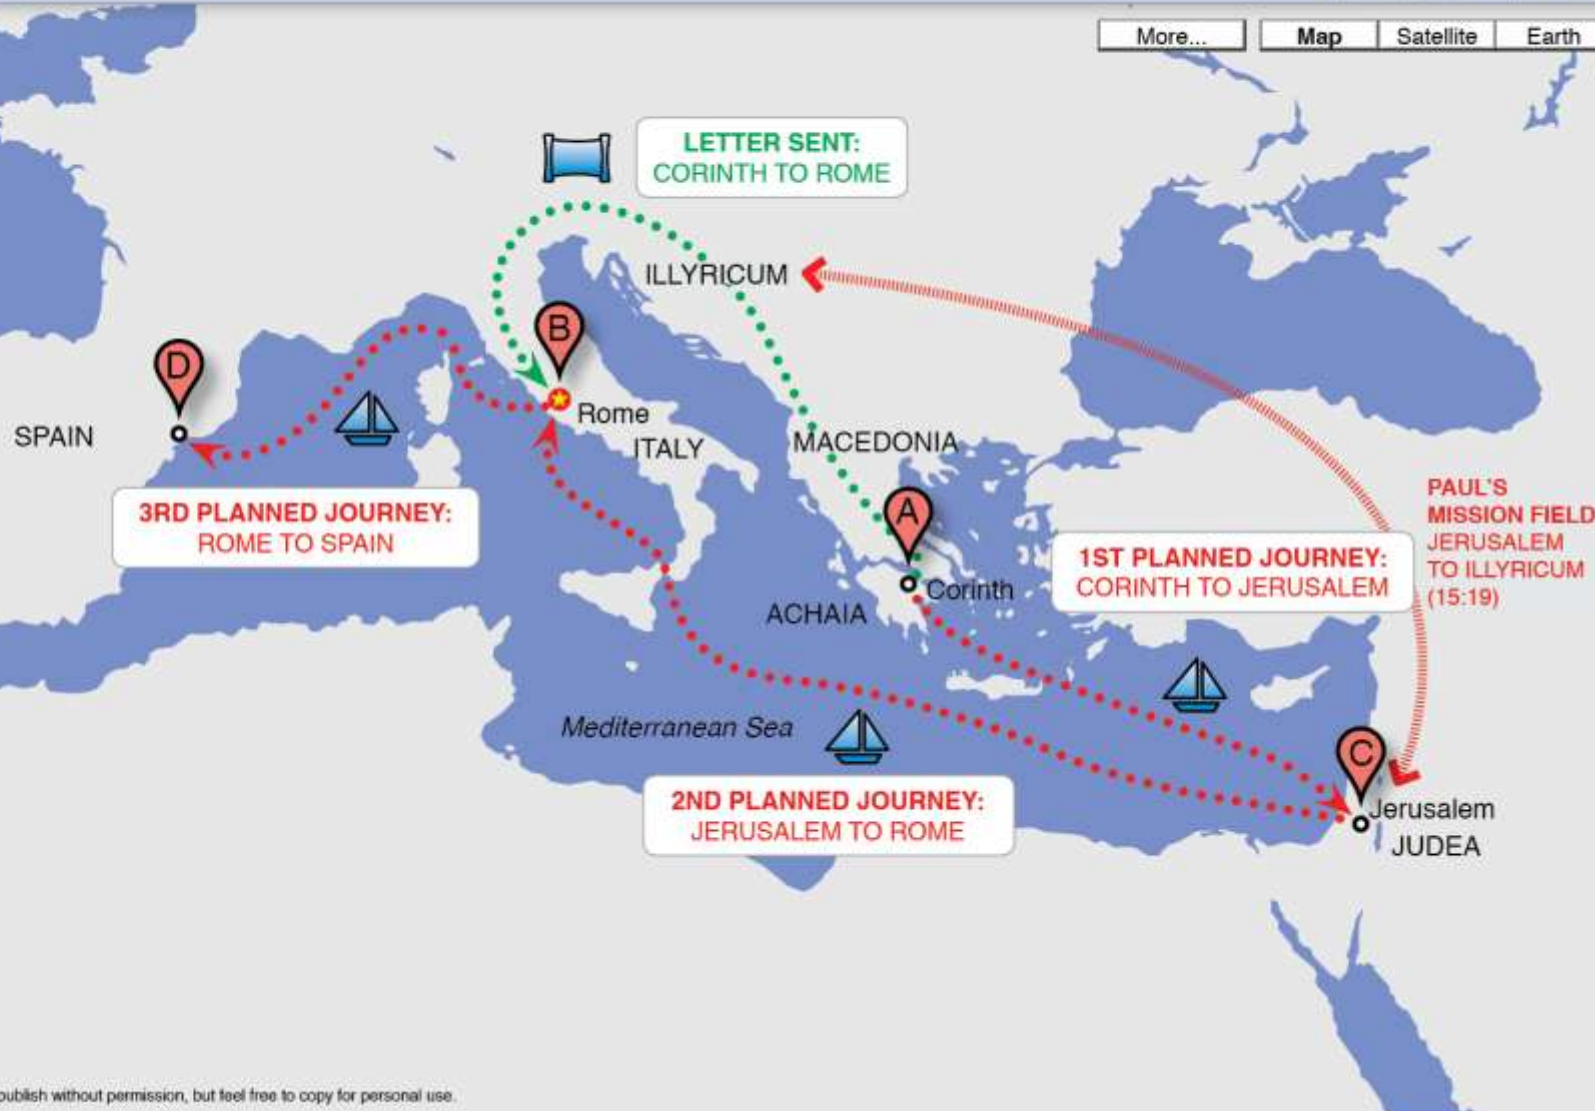 More...
Map
Satellite
Earth
LETTER SENT:
CORINTH TO ROME
ILLYRICUM
B
D
Rome
SPAIN
ITALY
MACEDONIA
A
3RD PLANNED JOURNEY:
ROME TO SPAIN
PAUL'S
MISSION FIELD
JERUSALEM
TO ILLYRICUM
(15:19)
1ST PLANNED JOURNEY:
CORINTH TO JERUSALEM
Corinth
ACHAIA
Mediterranean Sea
C
2ND PLANNED JOURNEY:
JERUSALEM TO ROME
Jerusalem
JUDEA
publish without permission, but feel free to copy for personal use.